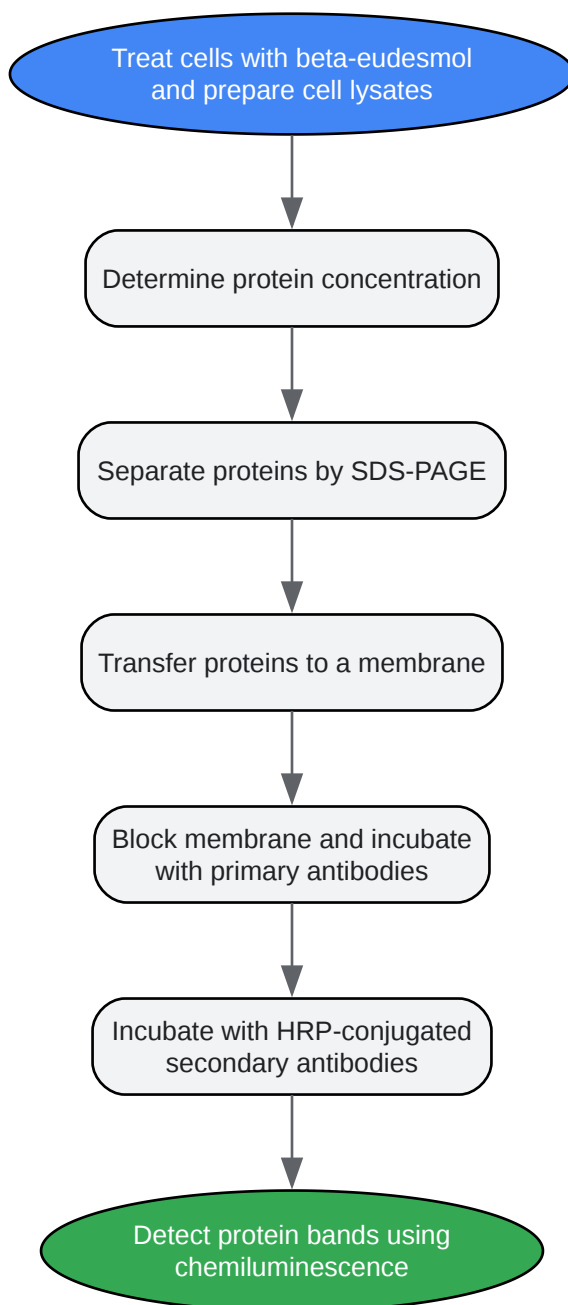 Treat cells with beta-eudesmol
and prepare cell lysates
Determine protein concentration
Separate proteins by SDS-PAGE
Transfer proteins to a membrane
Block membrane and incubate
with primary antibodies
Incubate with HRP-conjugated
secondary antibodies
Detect protein bands using
chemiluminescence